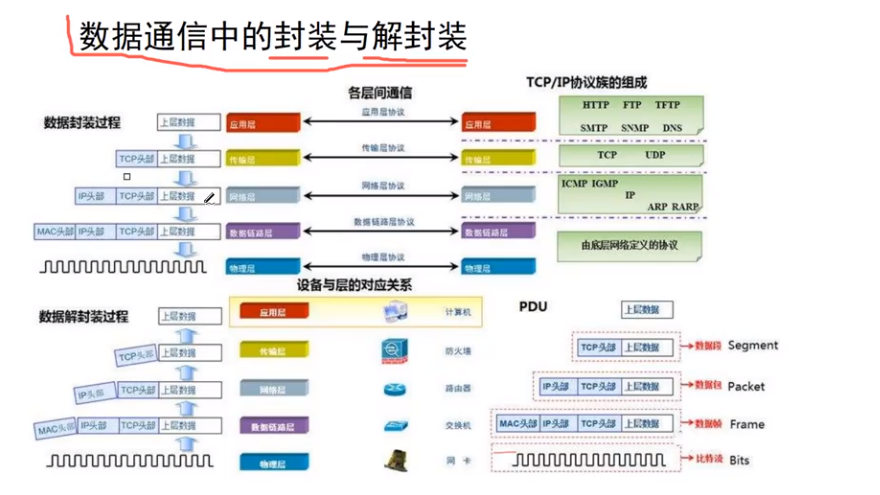 数据通信中的封装与解封装
TCP/IP协议族的组成
各层间通信
数据封装过程
上层数据
应用层
应用层协议
应用层
HTTP FTP TFTP
SMTP SNMP DNS
TCP头部 上层数据
传输层
传输层协议
传输层
TCP UDP
IP头部 TCP头部 上层数据
网络层
网络层协议
网络层
ICMP IGMP
IP
ARP RARP
MAC头部 IP头部 TCP头部 上层数据
数据链路层
数据链路层协议
数据链路层
由底层网络定义的协议
物理层
物理层协议
物理层
设备与层的对应关系
数据解封装过程
上层数据
应用层
计算机
PDU
上层数据
TCP头部 上层数据
传输层
防火墙
TCP头部 上层数据
数据段 Segment
IP头部 TCP头部 上层数据
网络层
路由器
IP头部 TCP头部 上层数据
数据包 Packet
MAC头部 IP头部 TCP头部 上层数据
数据链路层
交换机
MAC头部 IP头部 TCP头部 上层数据
数据帧 Frame
物理层
网 卡
比特流 Bits